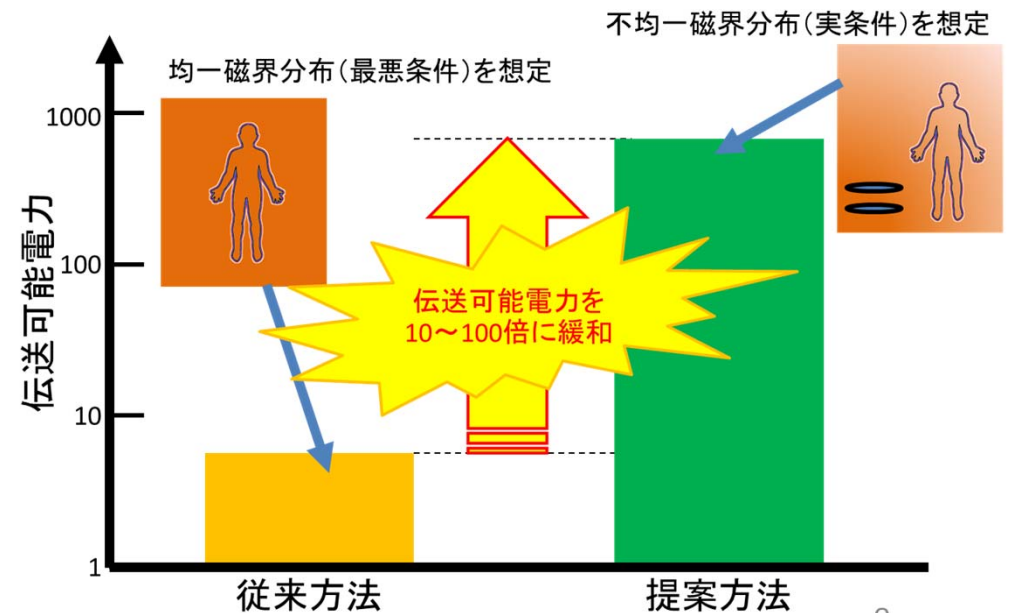 不均一磁界分布(実条件)を想定
均一磁界分布(最悪条件)を想定
伝送可能電力
1000
100
10
1
伝送可能電力を
10～100倍に緩和
従来方法
提案方法